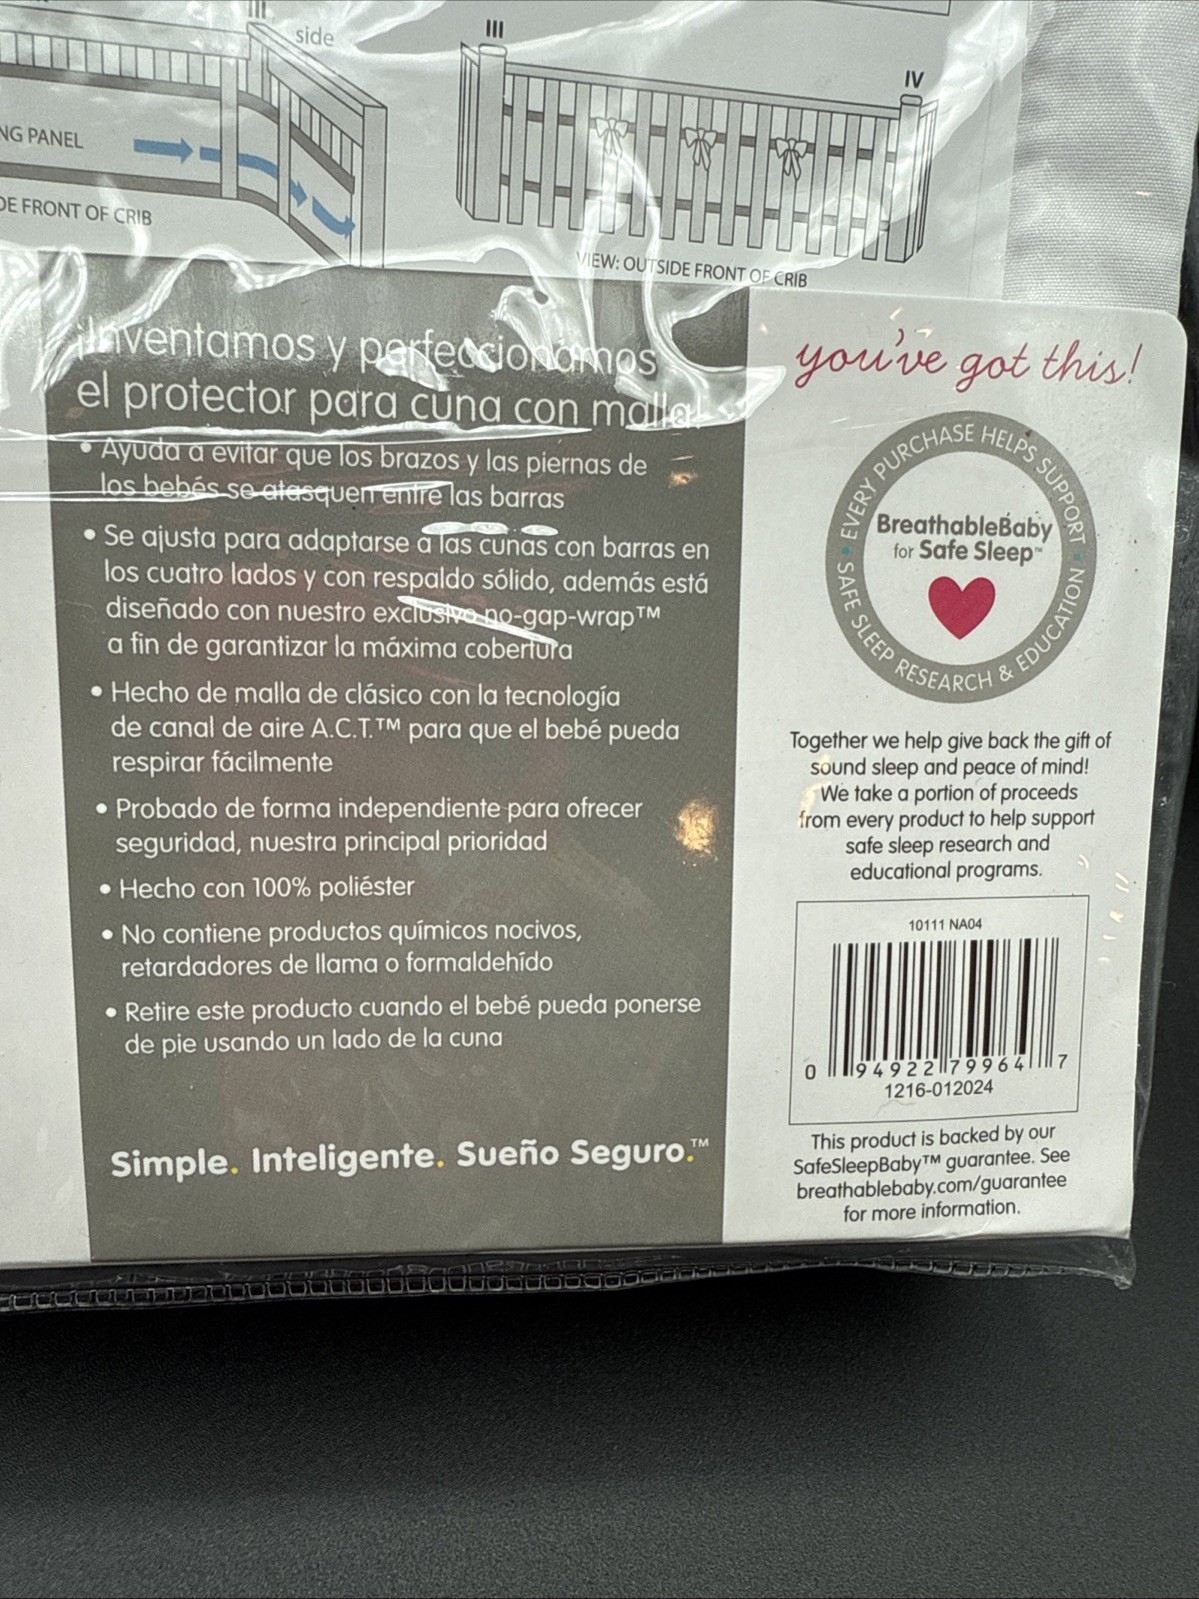 III
side
III
IV
NG PANEL
DE FRONT OF CRIB
VIEW: OUTSIDE FRONT OF CRIB
¡Inventamos y perfeccionamos
el protector para cuna con malla!
• Ayuda a evitar que los brazos y las piernas de
los bebés se atasquen entre las barras
• Se ajusta para adaptarse a las cunas con barras en
los cuatro lados y con respaldo sólido, además está
diseñado con nuestro exclusivo no-gap-wrap™
a fin de garantizar la máxima cobertura
• Hecho de malla de clásico con la tecnología
de canal de aire A.C.T.™ para que el bebé pueda
respirar fácilmente
• Probado de forma independiente para ofrecer
seguridad, nuestra principal prioridad
• Hecho con 100% poliéster
• No contiene productos químicos nocivos,
retardadores de llama o formaldehído
• Retire este producto cuando el bebé pueda ponerse
de pie usando un lado de la cuna
Simple. Inteligente. Sueño Seguro.™
you've got this!
• EVERY PURCHASE HELPS SUPPORT •
SAFE SLEEP RESEARCH & EDUCATION
BreathableBaby
for Safe Sleep™
Together we help give back the gift of
sound sleep and peace of mind!
We take a portion of proceeds
from every product to help support
safe sleep research and
educational programs.
10111 NA04
0 94922 79964 7
1216-012024
This product is backed by our
SafeSleepBaby™ guarantee. See
breathablebaby.com/guarantee
for more information.